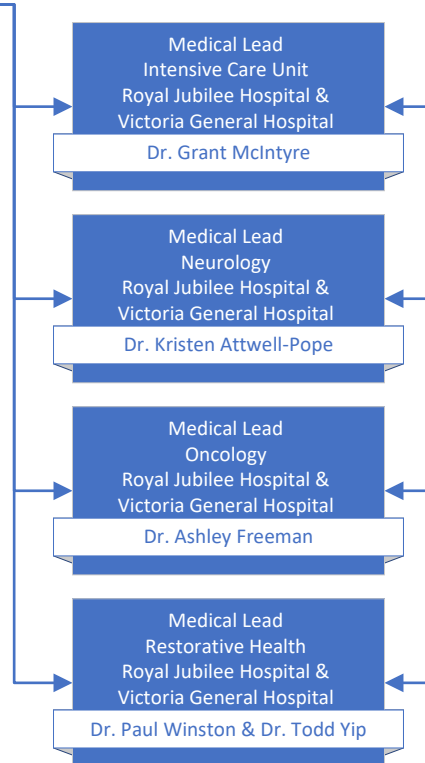 Medical Lead
Intensive Care Unit
Royal Jubilee Hospital &
Victoria General Hospital
Dr. Grant McIntyre
Medical Lead
Neurology
Royal Jubilee Hospital &
Victoria General Hospital
Dr. Kristen Attwell-Pope
Medical Lead
Oncology
Royal Jubilee Hospital &
Victoria General Hospital
Dr. Ashley Freeman
Medical Lead
Restorative Health
Royal Jubilee Hospital &
Victoria General Hospital
Dr. Paul Winston & Dr. Todd Yip